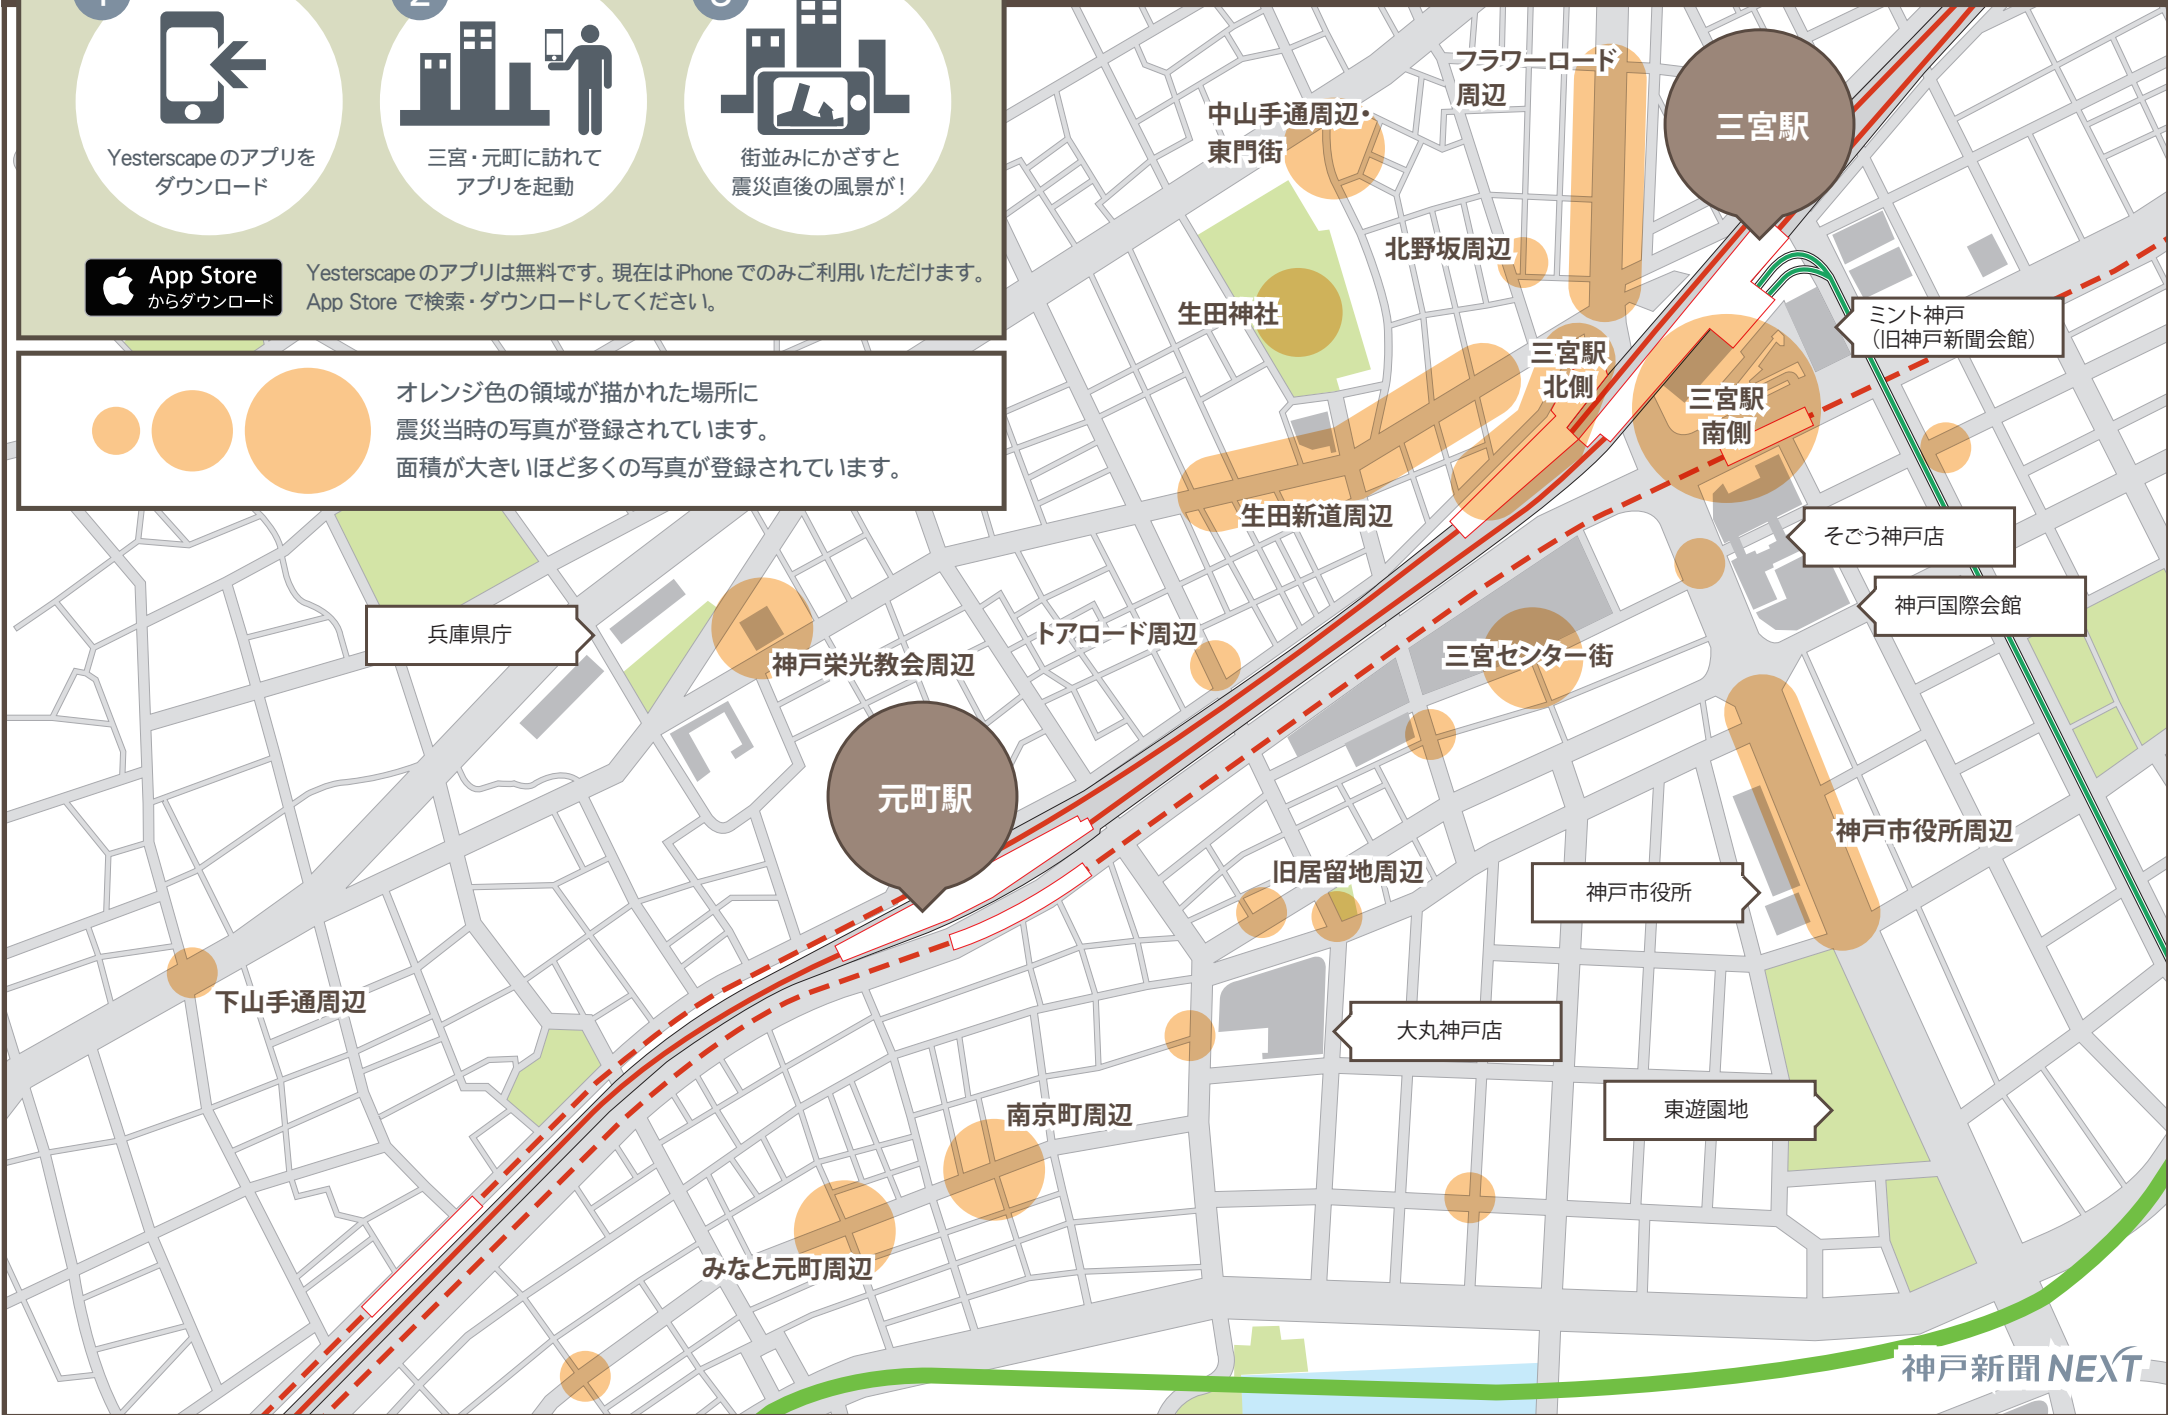 1
2
3
Yesterscape のアプリを
ダウンロード
三宮・元町に訪れて
アプリを起動
街並みにかざすと
震災直後の風景が！
App Store
からダウンロード
Yesterscape のアプリは無料です。現在は iPhone でのみご利用いただけます。
App Store で検索・ダウンロードしてください。
オレンジ色の領域が描かれた場所に
震災当時の写真が登録されています。
面積が大きいほど多くの写真が登録されています。
フラワーロード
周辺
三宮駅
中山手通周辺・
東門街
北野坂周辺
生田神社
ミント神戸
（旧神戸新聞会館）
三宮駅
北側
三宮駅
南側
生田新道周辺
そごう神戸店
神戸国際会館
兵庫県庁
神戸栄光教会周辺
トアロード周辺
三宮センター街
元町駅
神戸市役所周辺
旧居留地周辺
神戸市役所
下山手通周辺
大丸神戸店
東遊園地
南京町周辺
みなと元町周辺
神戸新聞 NEXT